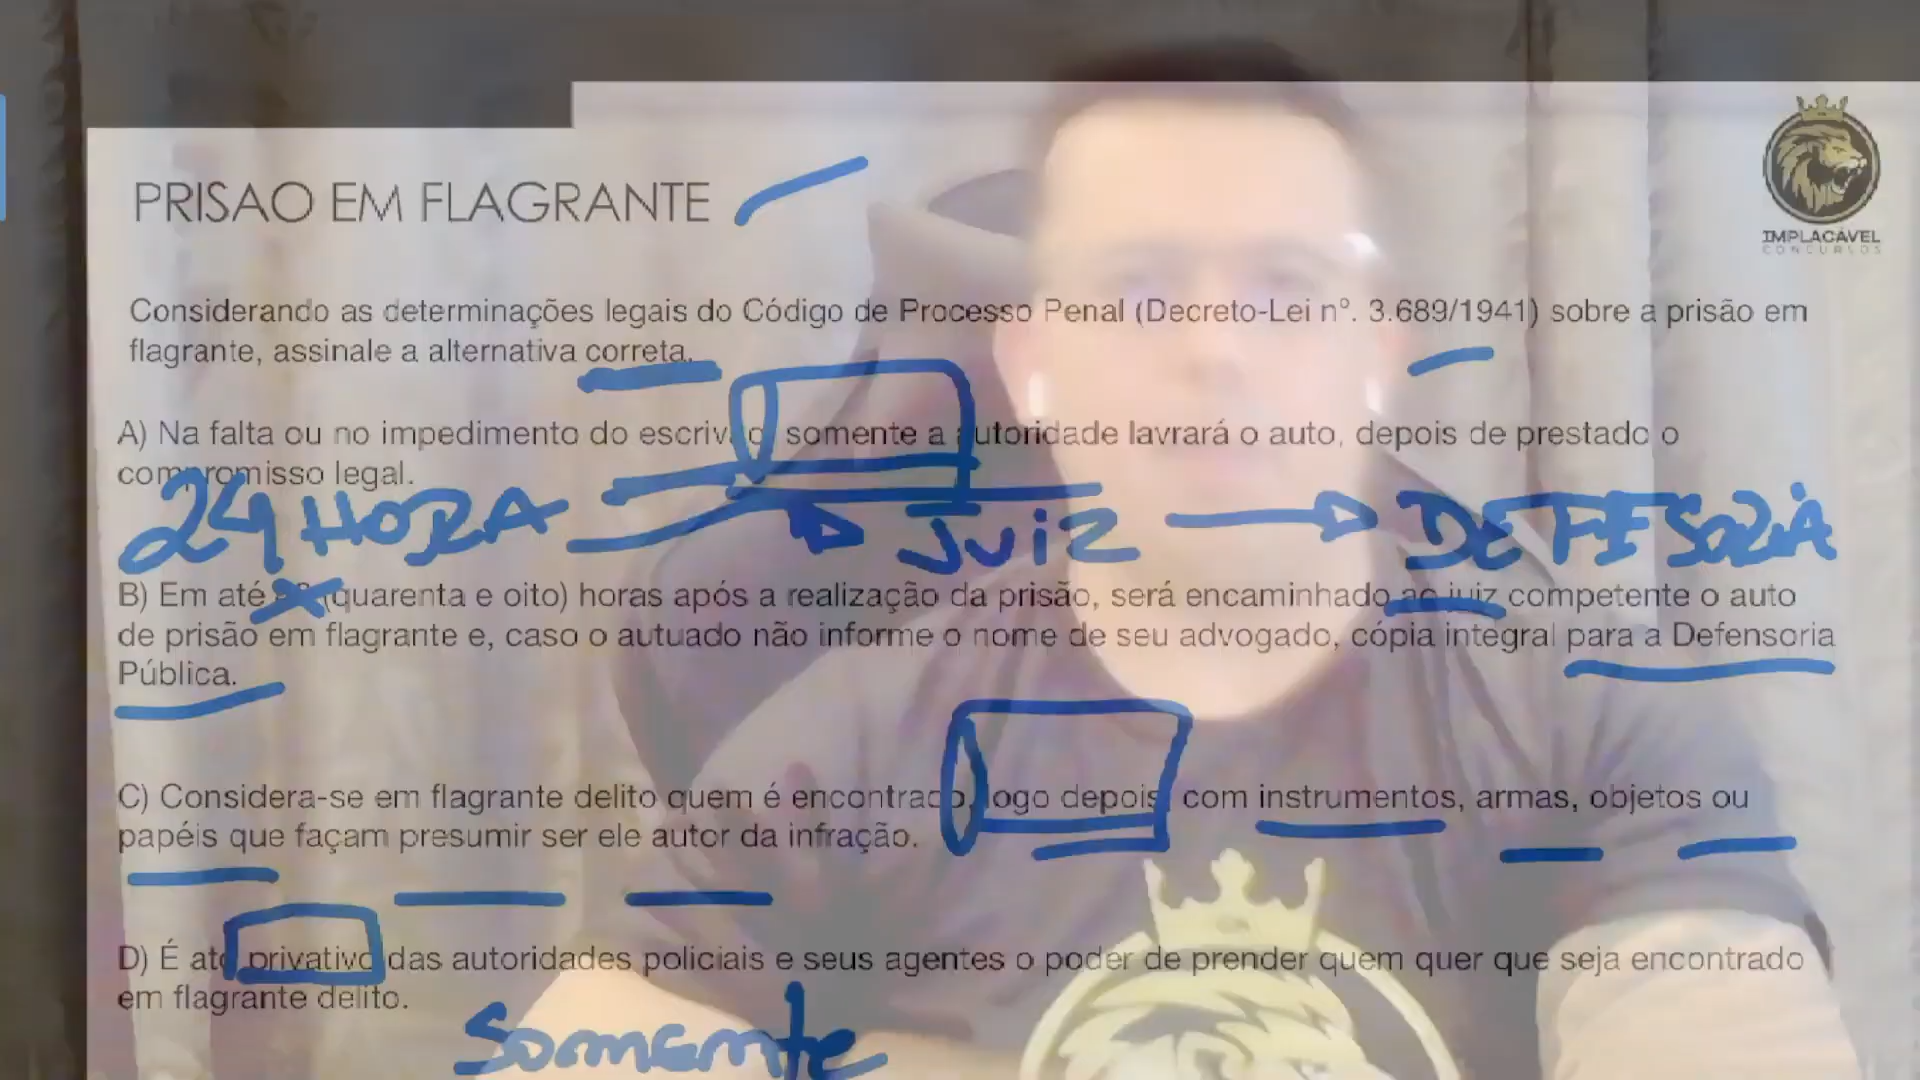 PRISAO EM FLAGRANTE
IMPLACÁVEL
CONCURSOS
Considerando as determinações legais do Código de Processo Penal (Decreto-Lei nº. 3.689/1941) sobre a prisão em
flagrante, assinale a alternativa correta.
A) Na falta ou no impedimento do escrivão, somente a autoridade lavrará o auto, depois de prestado o
compromisso legal.
24 HORA JUIZ DEFESORIA
B) Em até (quarenta e oito) horas após a realização da prisão, será encaminhado ao juiz competente o auto
de prisão em flagrante e, caso o autuado não informe o nome de seu advogado, cópia integral para a Defensoria
Pública.
C) Considera-se em flagrante delito quem é encontrado, logo depois, com instrumentos, armas, objetos ou
papéis que façam presumir ser ele autor da infração.
D) É ato privativo das autoridades policiais e seus agentes o poder de prender quem quer que seja encontrado
em flagrante delito.
Somente